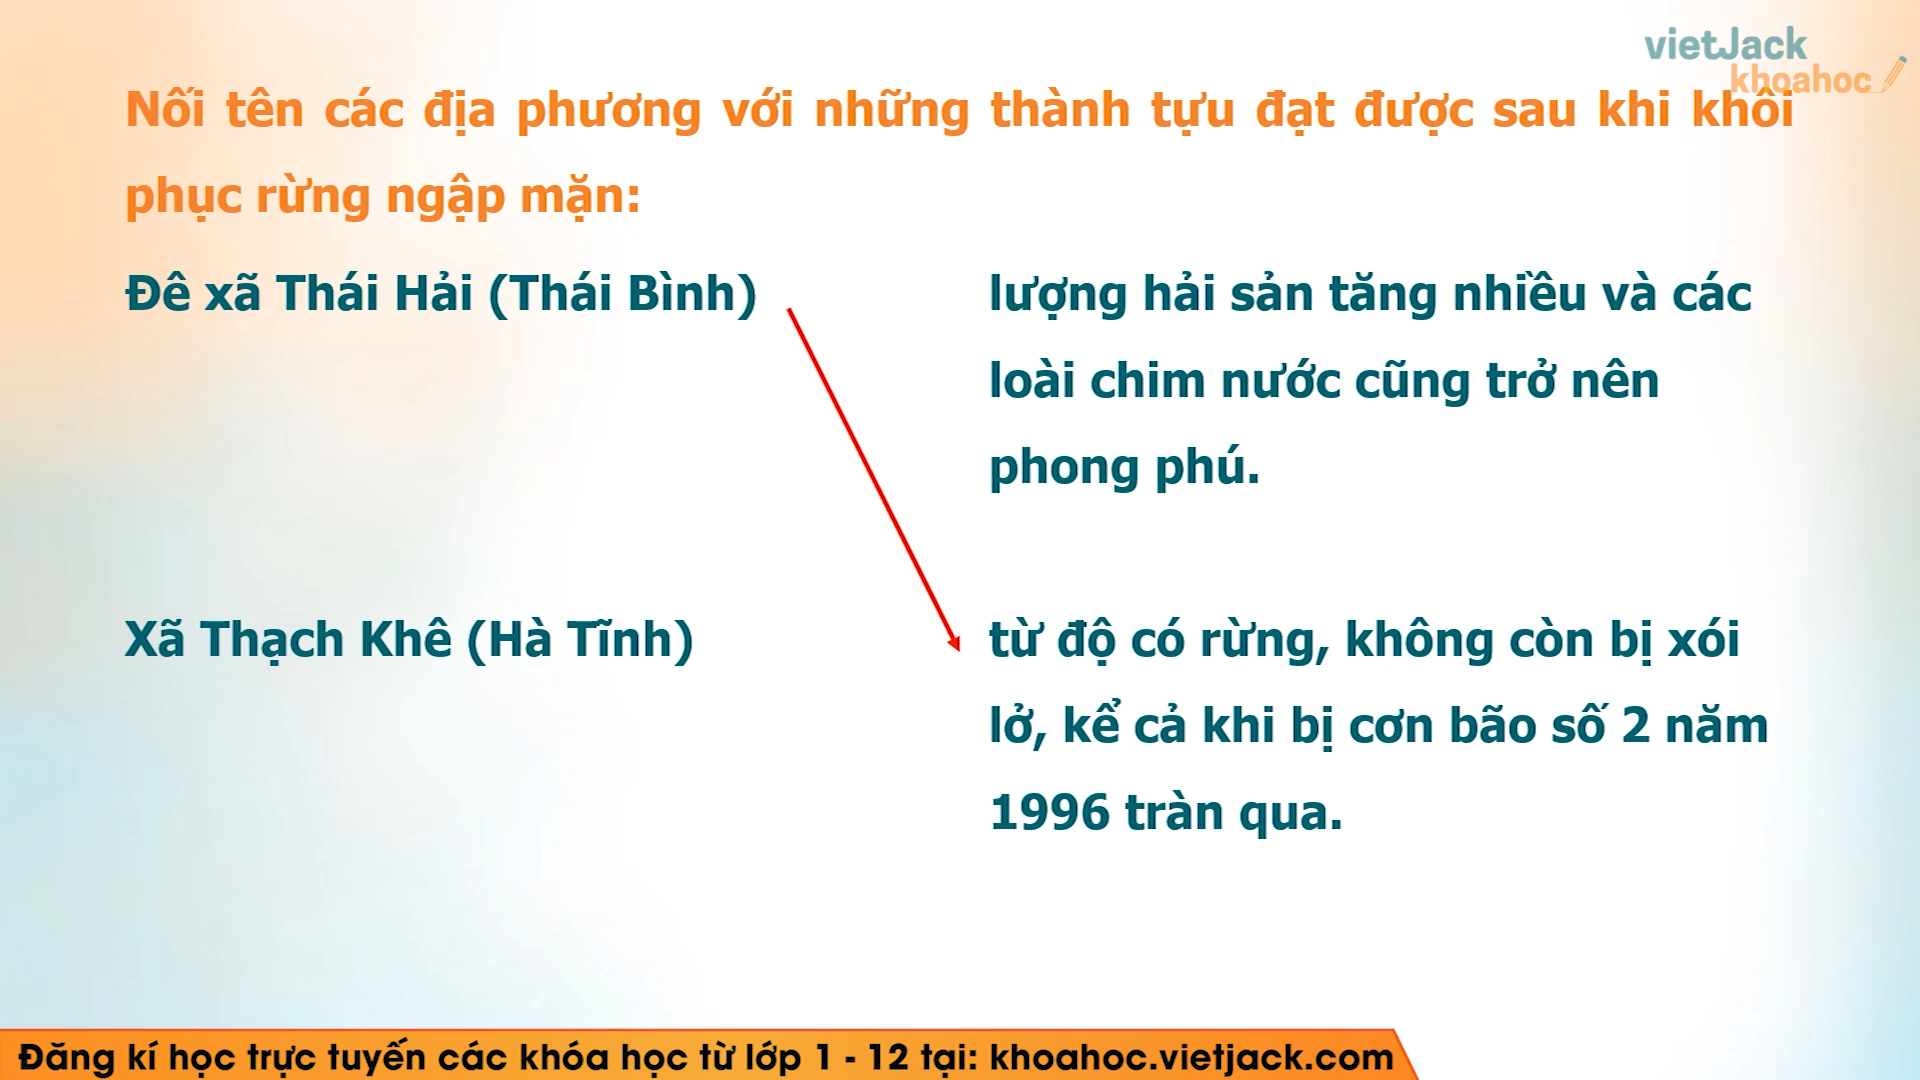 vietJack
khoahoc
Nối tên các địa phương với những thành tựu đạt được sau khi khôi
phục rừng ngập mặn:
Đê xã Thái Hải (Thái Bình)
lượng hải sản tăng nhiều và các
loài chim nước cũng trở nên
phong phú.
Xã Thạch Khê (Hà Tĩnh)
từ độ có rừng, không còn bị xói
lở, kể cả khi bị cơn bão số 2 năm
1996 tràn qua.
Đăng kí học trực tuyến các khóa học từ lớp 1 - 12 tại: khoahoc.vietjack.com